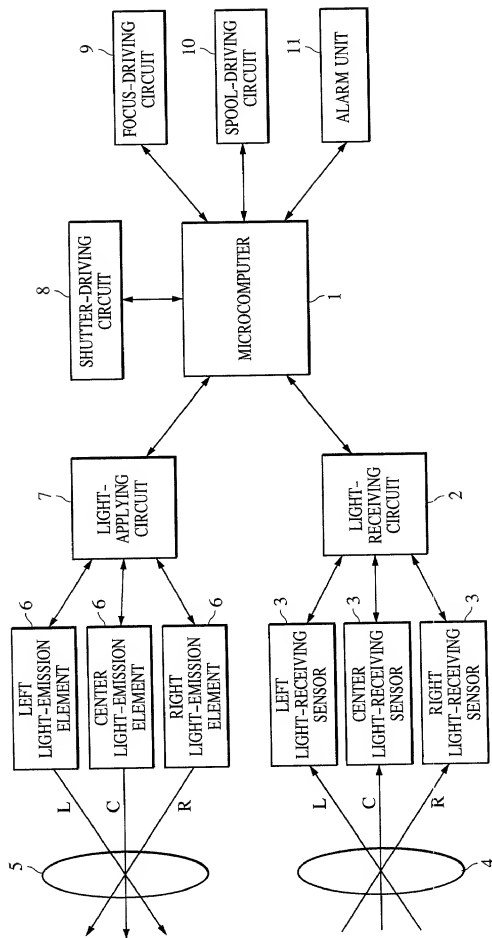 5
L
C
R
LEFT
LIGHT-EMISSION
ELEMENT
6
CENTER
LIGHT-EMISSION
ELEMENT
6
RIGHT
LIGHT-EMISSION
ELEMENT
6
LIGHT-
APPLYING
CIRCUIT
7
SHUTTER-DRIVING
CIRCUIT
8
FOCUS-DRIVING
CIRCUIT
9
SPOOL-DRIVING
CIRCUIT
10
ALARM UNIT
11
MICROCOMPUTER
1
4
L
C
R
LEFT
LIGHT-RECEIVING
SENSOR
3
CENTER
LIGHT-RECEIVING
SENSOR
3
RIGHT
LIGHT-RECEIVING
SENSOR
3
LIGHT-
RECEIVING
CIRCUIT
2